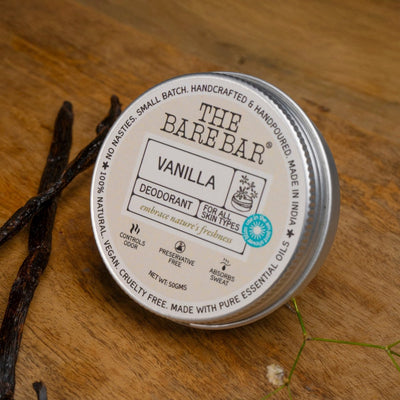 NO NASTIES. SMALL BATCH. HANDCRAFTED & HANDPOURED. MADE IN INDIA
THE
BARE BAR®
VANILLA
DEODORANT
FOR ALL
SKIN TYPES
embrace nature's freshness
CONTROLS
ODOR
PRESERVATIVE
FREE
ABSORBS
SWEAT
NET WT. 50GMS
★ 100% NATURAL. VEGAN. CRUELTY FREE. MADE WITH PURE ESSENTIAL OILS ★